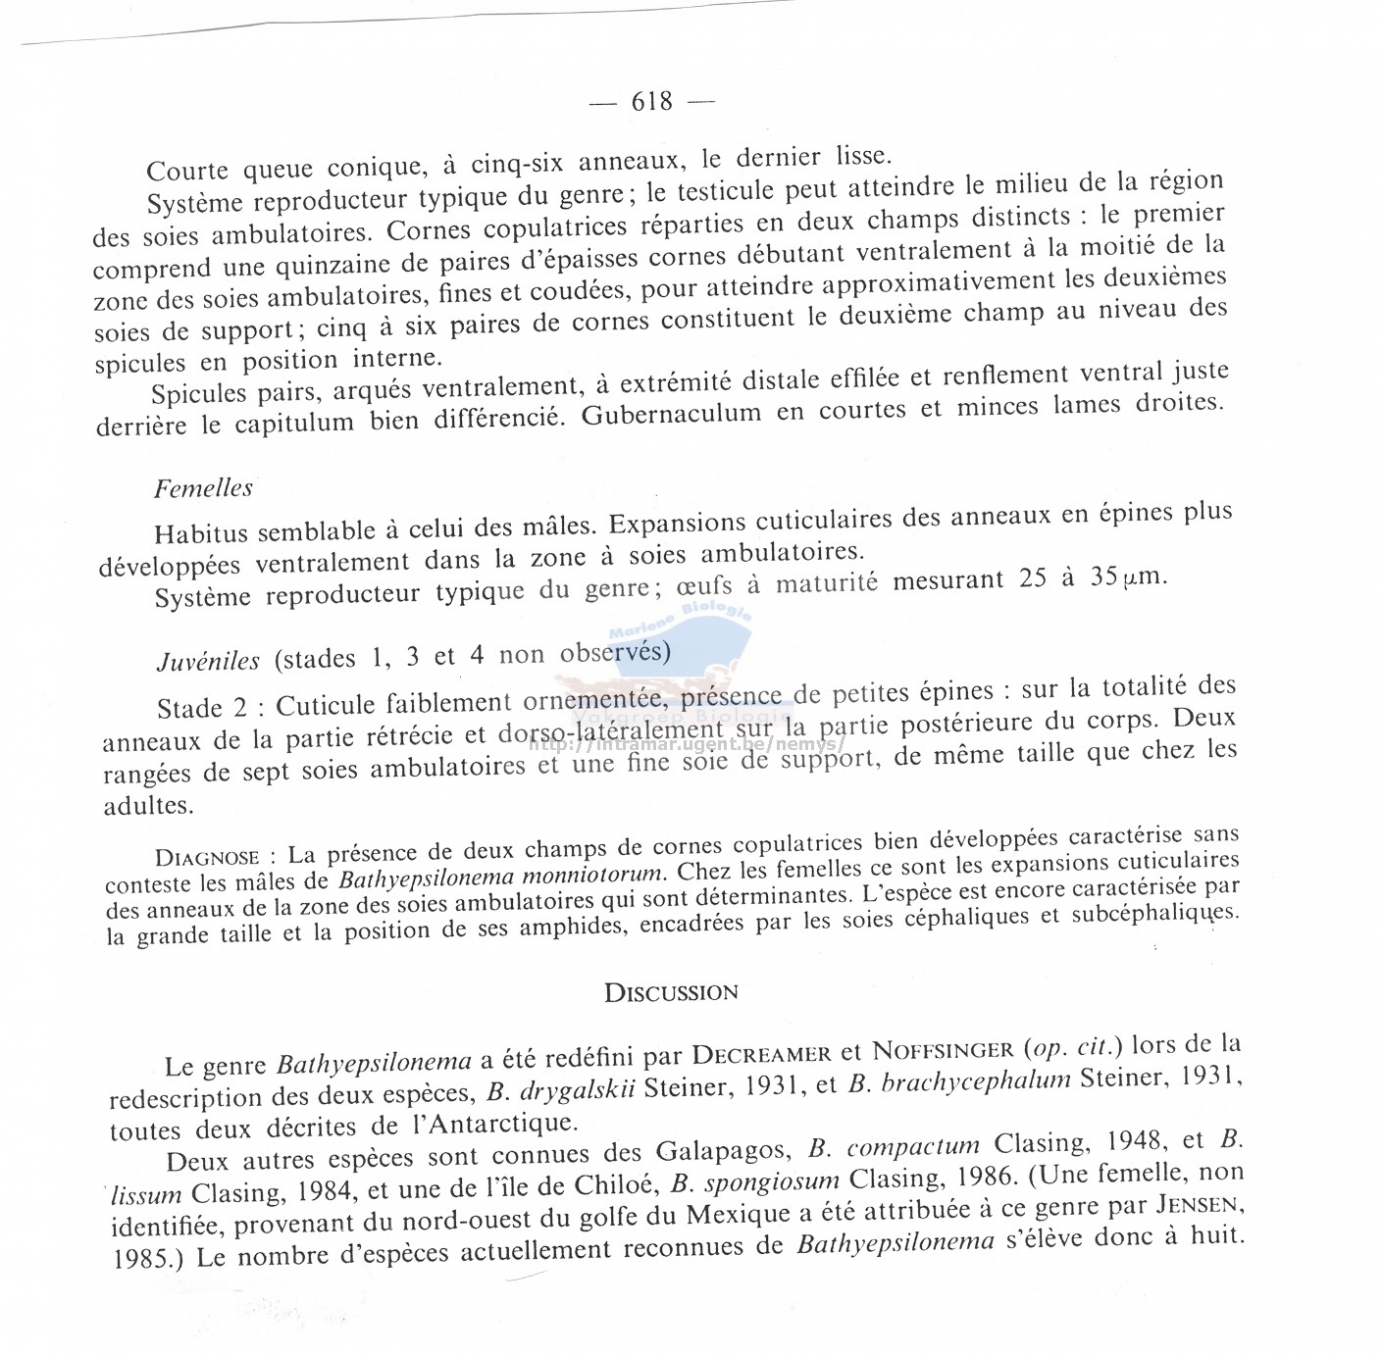 — 618 —
Courte queue conique, à cinq-six anneaux, le dernier lisse.
Système reproducteur typique du genre; le testicule peut atteindre le milieu de la région
des soies ambulatoires. Cornes copulatrices réparties en deux champs distincts : le premier
comprend une quinzaine de paires d'épaisses cornes débutant ventralement à la moitié de la
zone des soies ambulatoires, fines et coudées, pour atteindre approximativement les deuxièmes
soies de support; cinq à six paires de cornes constituent le deuxième champ au niveau des
spicules en position interne.
Spicules pairs, arqués ventralement, à extrémité distale effilée et renflement ventral juste
derrière le capitulum bien différencié. Gubernaculum en courtes et minces lames droites.
Femelles
Habitus semblable à celui des mâles. Expansions cuticulaires des anneaux en épines plus
développées ventralement dans la zone à soies ambulatoires.
Système reproducteur typique du genre; œufs à maturité mesurant 25 à 35 µm.
Mariene Biologie
Juvéniles (stades 1, 3 et 4 non observés)
Stade 2 : Cuticule faiblement ornementée, présence de petites épines : sur la totalité des
Vakgroep Biologie
anneaux de la partie rétrécie et dorso-latéralement sur la partie postérieure du corps. Deux
http://intramar.ugent.be/nemys/
rangées de sept soies ambulatoires et une fine soie de support, de même taille que chez les
adultes.
DIAGNOSE : La présence de deux champs de cornes copulatrices bien développées caractérise sans
conteste les mâles de Bathyepsilonema monniotorum. Chez les femelles ce sont les expansions cuticulaires
des anneaux de la zone des soies ambulatoires qui sont déterminantes. L'espèce est encore caractérisée par
la grande taille et la position de ses amphides, encadrées par les soies céphaliques et subcéphaliques.
DISCUSSION
Le genre Bathyepsilonema a été redéfini par DECREAMER et NOFFSINGER (op. cit.) lors de la
redescription des deux espèces, B. drygalskii Steiner, 1931, et B. brachycephalum Steiner, 1931,
toutes deux décrites de l'Antarctique.
Deux autres espèces sont connues des Galapagos, B. compactum Clasing, 1948, et B.
lissum Clasing, 1984, et une de l'île de Chiloé, B. spongiosum Clasing, 1986. (Une femelle, non
identifiée, provenant du nord-ouest du golfe du Mexique a été attribuée à ce genre par JENSEN,
1985.) Le nombre d'espèces actuellement reconnues de Bathyepsilonema s'élève donc à huit.